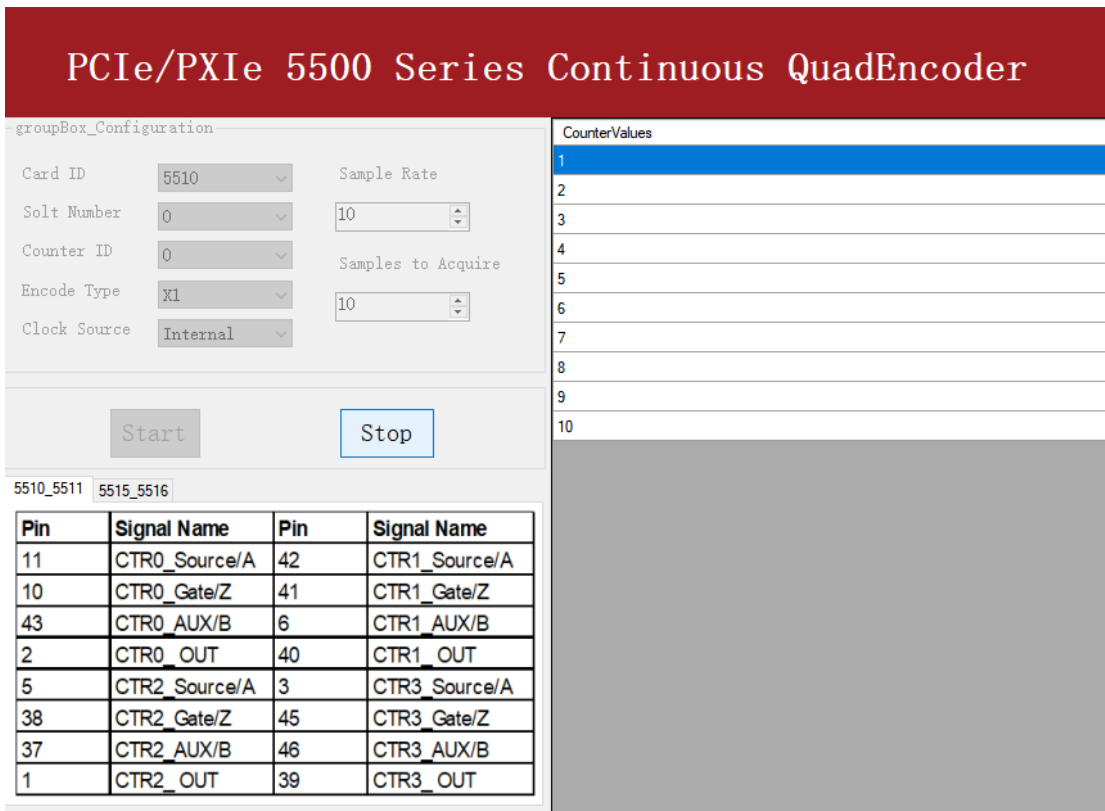 PCIe/PXIe 5500 Series Continuous QuadEncoder
groupBox_Configuration
Card ID 5510
Solt Number 0
Counter ID 0
Encode Type X1
Clock Source Internal
Sample Rate
10
Samples to Acquire
10
Start Stop
5510_5511 5515_5516
Pin Signal Name Pin Signal Name
11 CTR0_Source/A 42 CTR1_Source/A
10 CTR0_Gate/Z 41 CTR1_Gate/Z
43 CTR0_AUX/B 6 CTR1_AUX/B
2 CTR0_OUT 40 CTR1_OUT
5 CTR2_Source/A 3 CTR3_Source/A
38 CTR2_Gate/Z 45 CTR3_Gate/Z
37 CTR2_AUX/B 46 CTR3_AUX/B
1 CTR2_OUT 39 CTR3_OUT
CounterValues
1
2
3
4
5
6
7
8
9
10